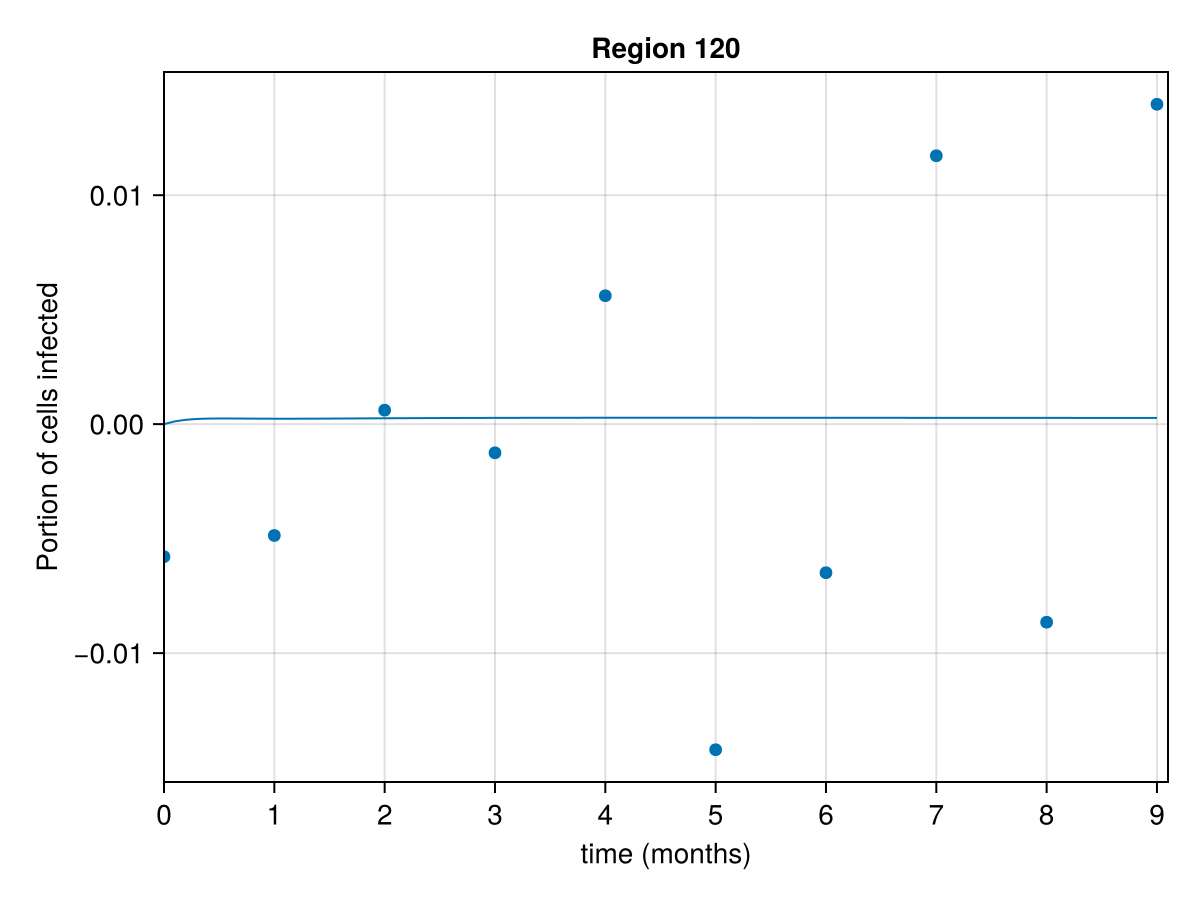 Region 120
Portion of cells infected
0.01
0.00
−0.01
0 1 2 3 4 5 6 7 8 9
time (months)